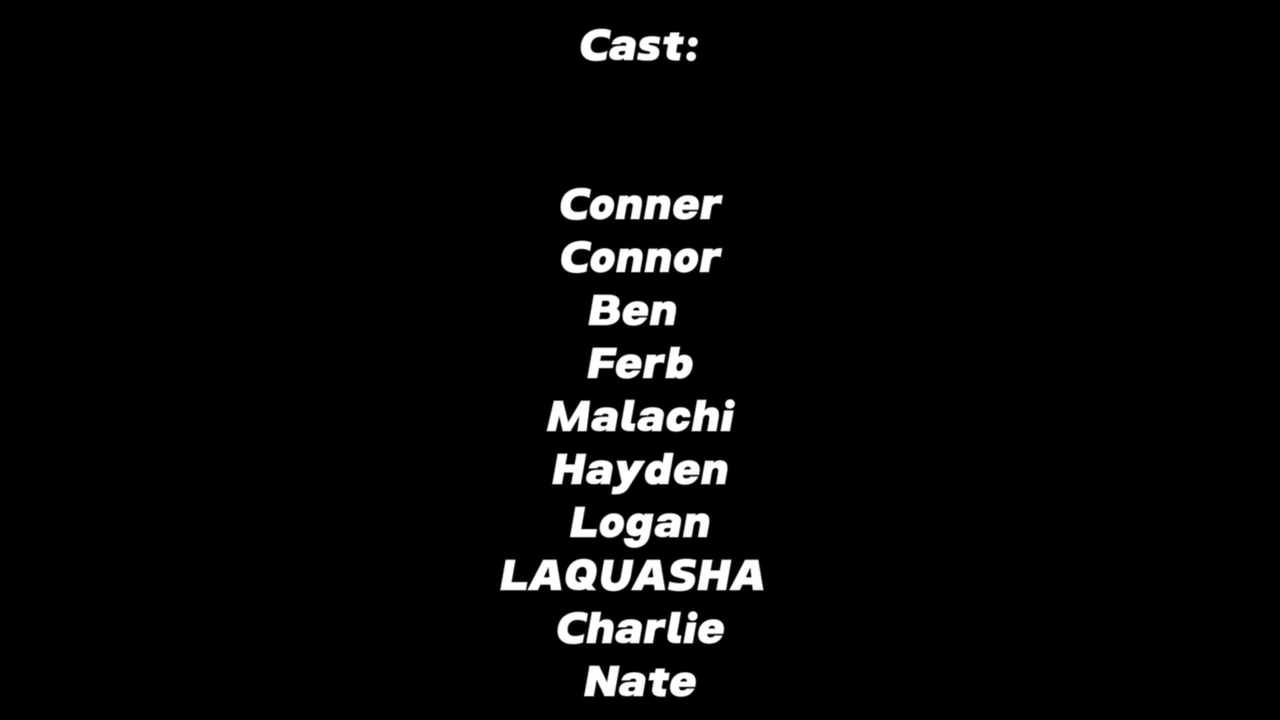 Cast:
Conner
Connor
Ben
Ferb
Malachi
Hayden
Logan
LAQUASHA
Charlie
Nate